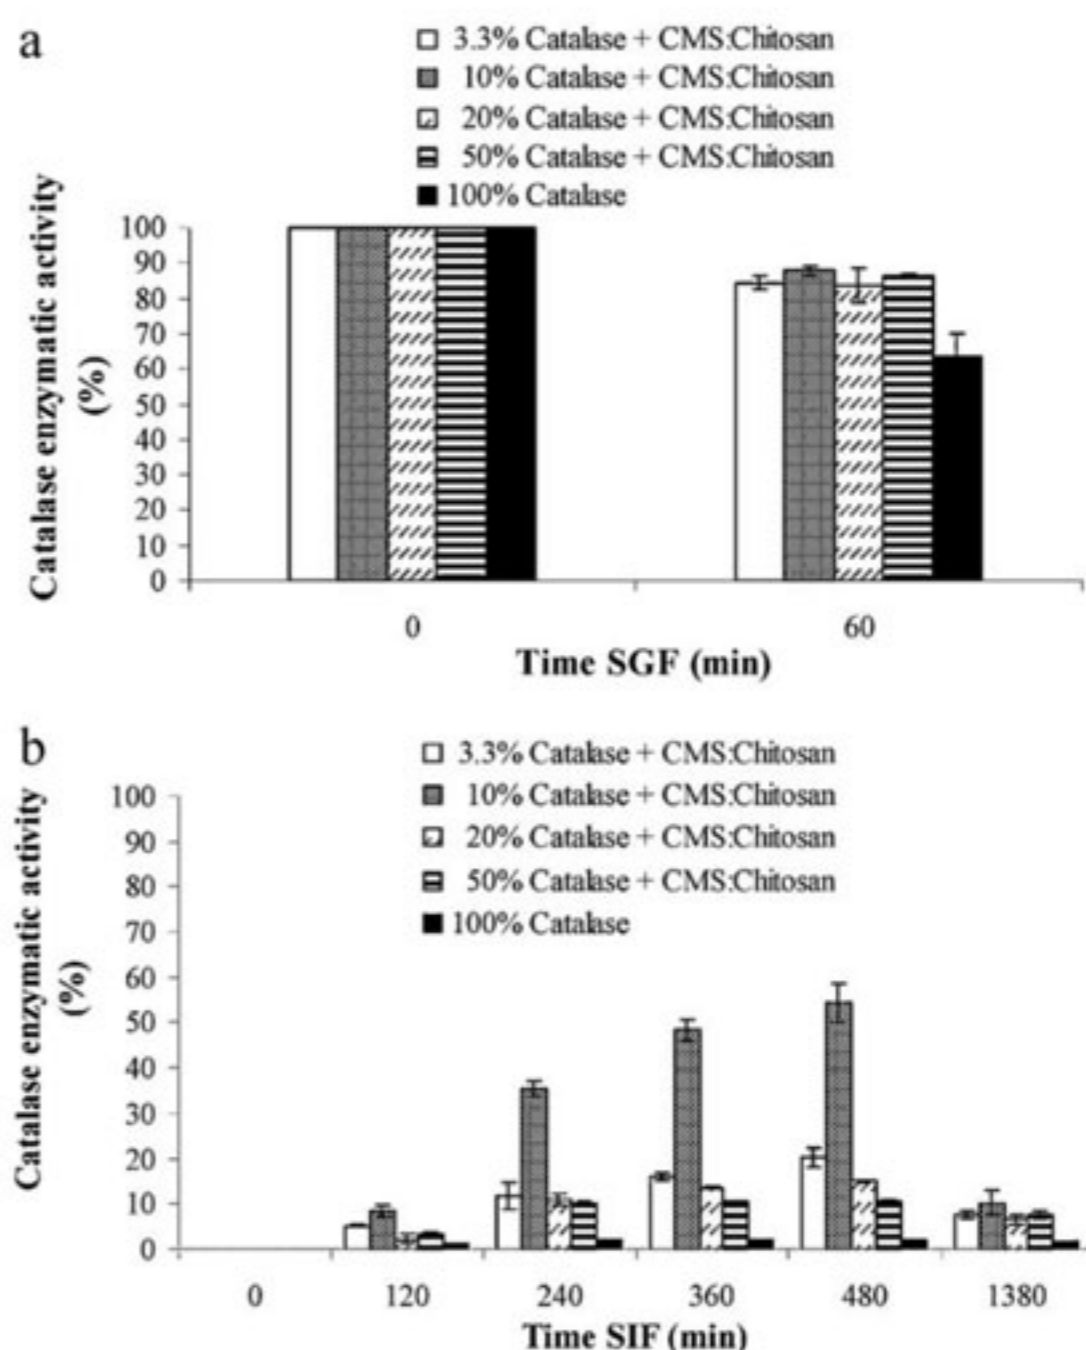 a
3.3% Catalase + CMS:Chitosan
10% Catalase + CMS:Chitosan
20% Catalase + CMS:Chitosan
50% Catalase + CMS:Chitosan
100% Catalase
Catalase enzymatic activity
(%)
100
90
80
70
60
50
40
30
20
10
0
0 60
Time SGF (min)
b
3.3% Catalase + CMS:Chitosan
10% Catalase + CMS:Chitosan
20% Catalase + CMS:Chitosan
50% Catalase + CMS:Chitosan
100% Catalase
Catalase enzymatic activity
(%)
100
90
80
70
60
50
40
30
20
10
0
0 120 240 360 480 1380
Time SIF (min)